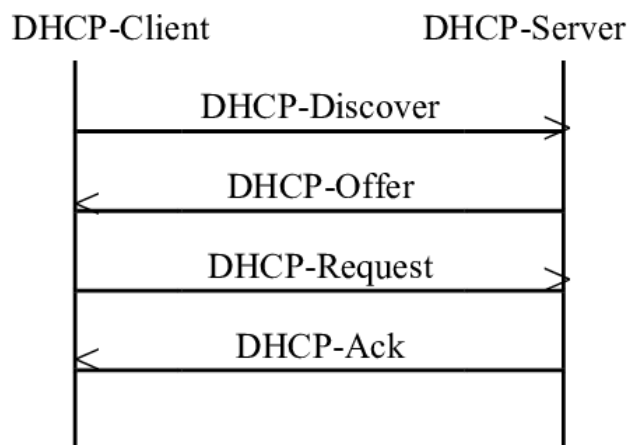 DHCP-Client DHCP-Server
DHCP-Discover
DHCP-Offer
DHCP-Request
DHCP-Ack